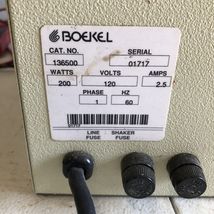 BOEKEL
CAT. NO. SERIAL
136500 01717
WATTS VOLTS AMPS
200 120 2.5
PHASE HZ
1 60
LINE FUSE SHAKER FUSE